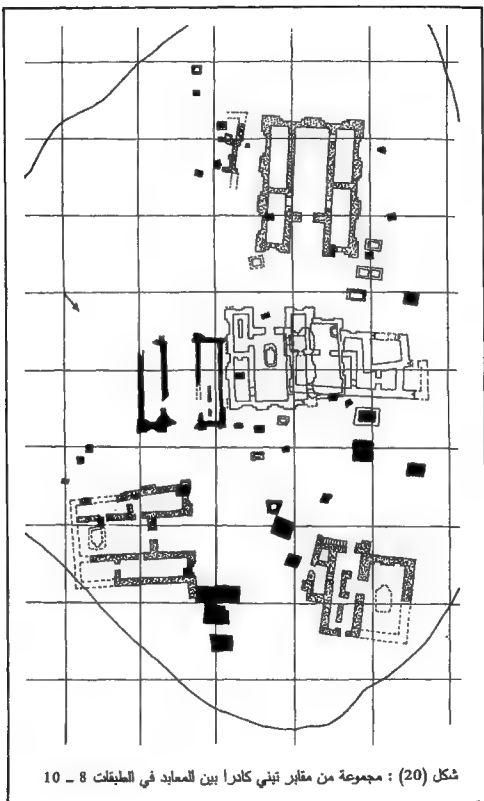 شكل (20) : مجموعة من مقابر تبني كادرا بين المعابد في الطبقات 8 – 10